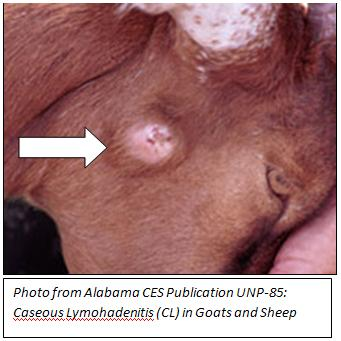 Photo from Alabama CES Publication UNP-85:
Caseous Lymohadenitis (CL) in Goats and Sheep